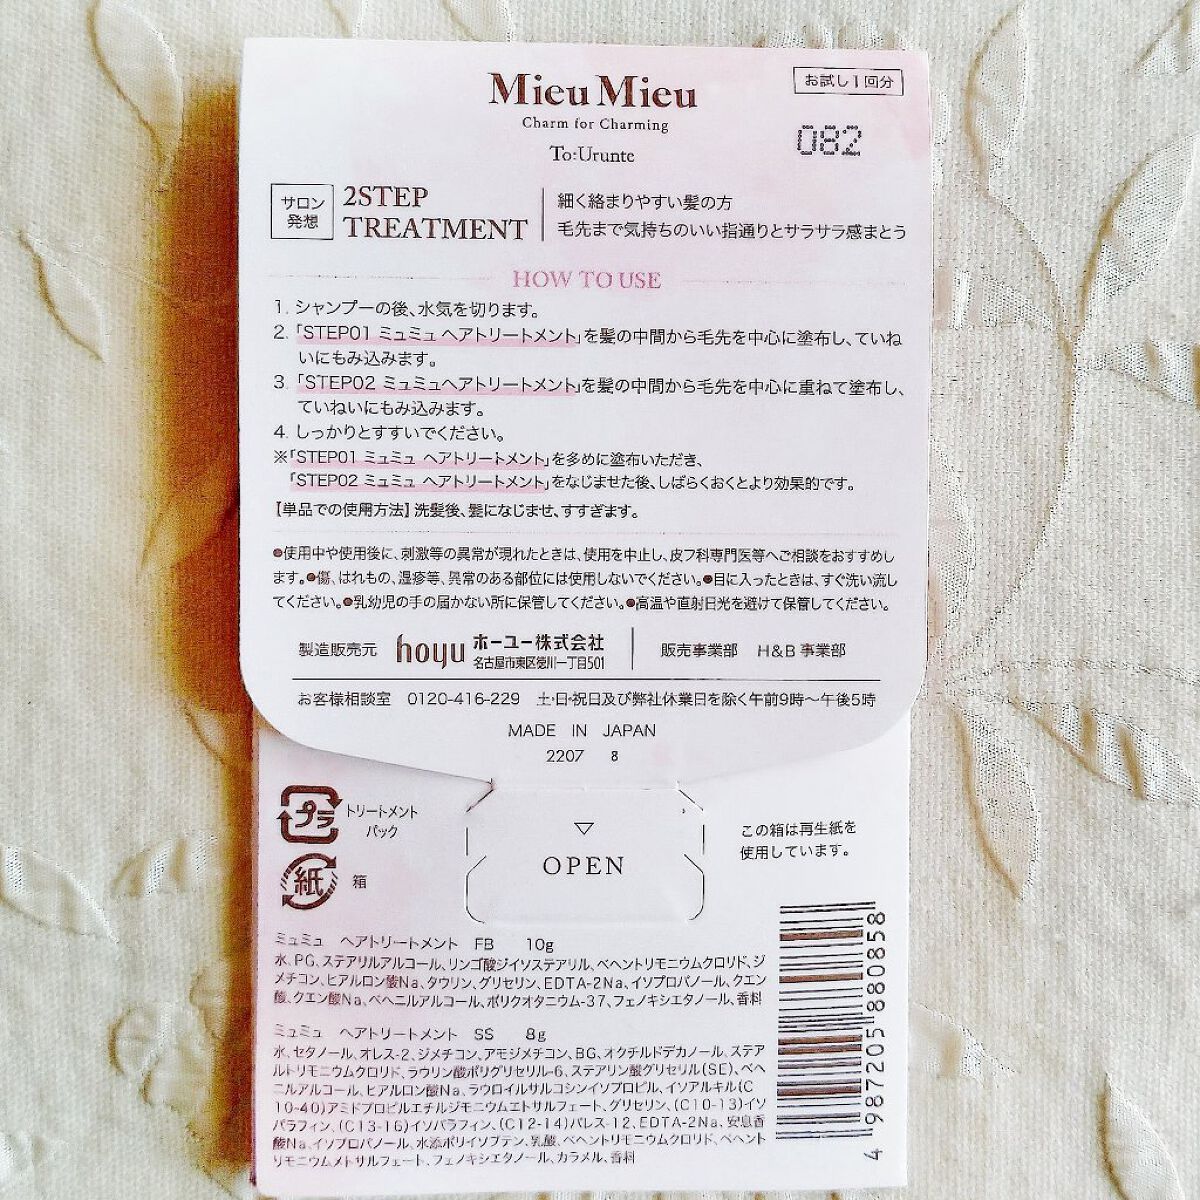 Mieu Mieu
お試し1回分
Charm for Charming
082
To:Urunte
サロン
発想
2STEP
TREATMENT
細く絡まりやすい髪の方
毛先まで気持ちのいい指通りとサラサラ感まとう
HOW TO USE
1. シャンプーの後、水気を切ります。
2. 「STEP01 ミュミュ ヘアトリートメント」を髪の中間から毛先を中心に塗布し、ていね
いにもみ込みます。
3. 「STEP02 ミュミュヘアトリートメント」を髪の中間から毛先を中心に重ねて塗布し、
ていねいにもみ込みます。
4. しっかりとすすいでください。
※「STEP01 ミュミュ ヘアトリートメント」を多めに塗布いただき、
「STEP02 ミュミュ ヘアトリートメント」をなじませた後、しばらくおくとより効果的です。
【単品での使用方法】洗髪後、髪になじませ、すすぎます。
●使用中や使用後に、刺激等の異常が現れたときは、使用を中止し、皮フ科専門医等へご相談をおすすめし
ます。●傷、はれもの、湿疹等、異常のある部位には使用しないでください。●目に入ったときは、すぐ洗い流し
てください。●乳幼児の手の届かない所に保管してください。●高温や直射日光を避けて保管してください。
製造販売元 hoyu ホーユー株式会社
名古屋市東区徳川一丁目501
販売事業部 H&B 事業部
お客様相談室 0120-416-229 土・日・祝日及び弊社休業日を除く午前9時～午後5時
MADE IN JAPAN
2207 8
プラ
トリートメント
パック
紙
箱
OPEN
この箱は再生紙を
使用しています。
ミュミュ ヘアトリートメント FB 10g
水、PG、ステアリルアルコール、リンゴ酸ジイソステアリル、ベヘントリモニウムクロリド、ジ
メチコン、ヒアルロン酸Na、タウリン、グリセリン、EDTA-2Na、イソプロパノール、クエン
酸、クエン酸Na、ベヘニルアルコール、ポリクオタニウム-37、フェノキシエタノール、香料
ミュミュ ヘアトリートメント SS 8g
水、セタノール、オレス-2、ジメチコン、アモジメチコン、BG、オクチルドデカノール、ステア
ルトリモニウムクロリド、ラウリン酸ポリグリセリル-6、ステアリン酸グリセリル(SE)、ベヘ
ニルアルコール、ヒアルロン酸Na、ラウロイルサルコシンイソプロピル、イソアルキル(C
10-40)アミドプロピルエチルジモニウムエトサルフェート、グリセリン、(C10-13)イソ
パラフィン、(C13-16)イソパラフィン、(C12-14)パレス-12、EDTA-2Na、安息香
酸Na、イソプロパノール、水添ポリイソブテン、乳酸、ベヘントリモニウムクロリド、ベヘント
リモニウムメトサルフェート、フェノキシエタノール、カラメル、香料
4 987205 880858